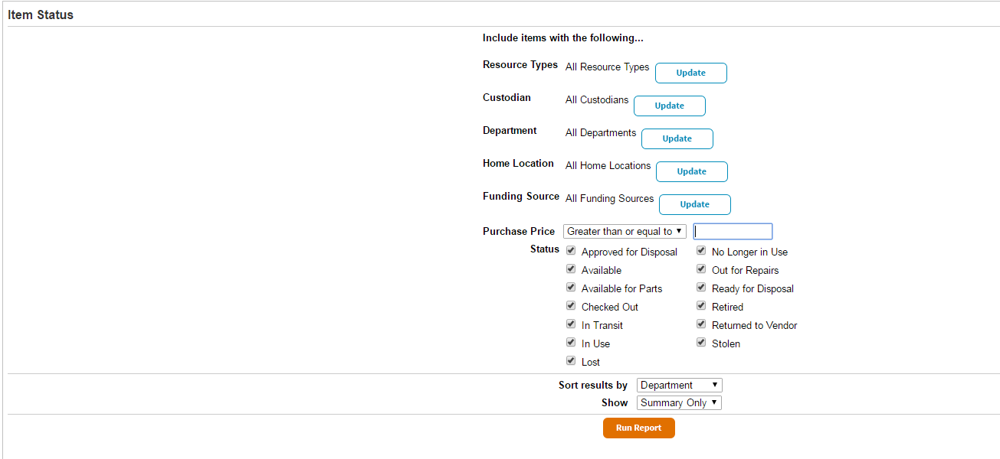 Item Status
Include items with the following...
Resource Types All Resource Types Update
Custodian All Custodians Update
Department All Departments Update
Home Location All Home Locations Update
Funding Source All Funding Sources Update
Purchase Price Greater than or equal to
Status Approved for Disposal No Longer in Use
Available Out for Repairs
Available for Parts Ready for Disposal
Checked Out Retired
In Transit Returned to Vendor
In Use Stolen
Lost
Sort results by Department
Show Summary Only
Run Report